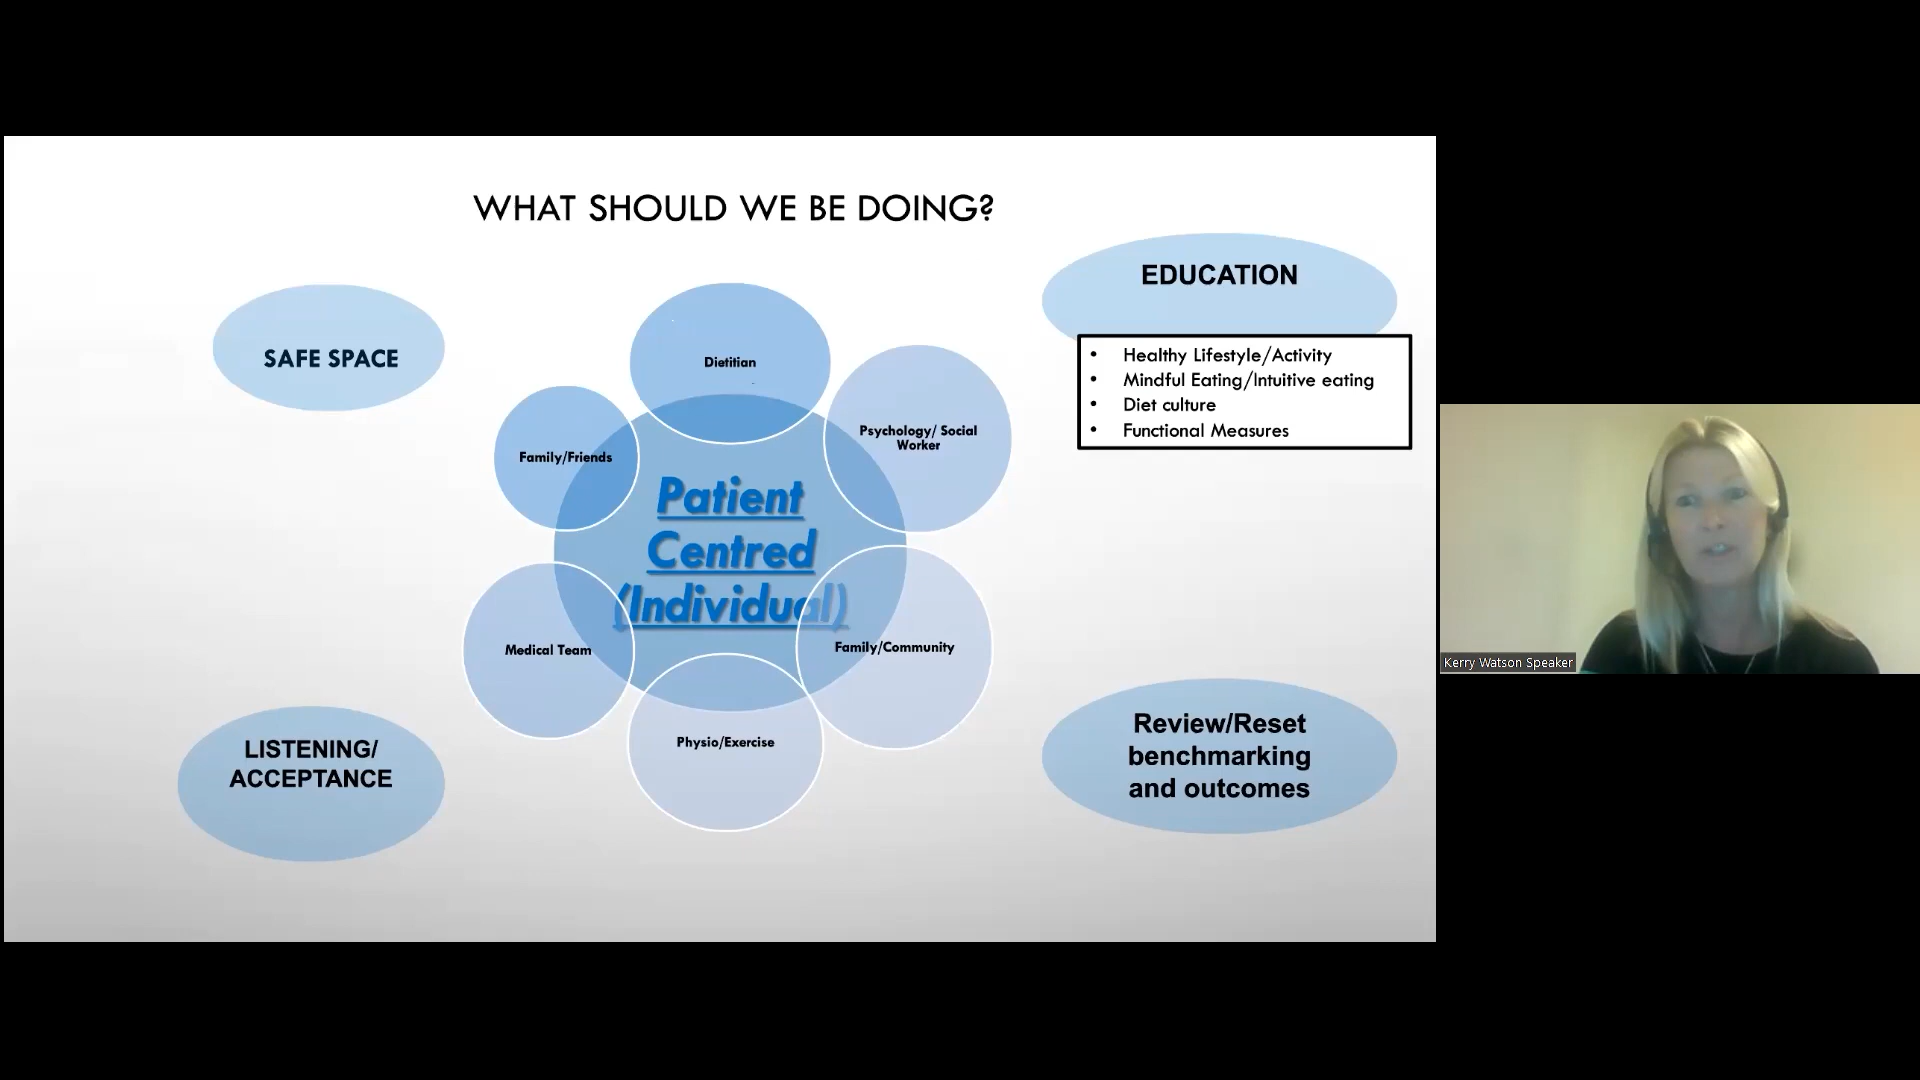 WHAT SHOULD WE BE DOING?
SAFE SPACE
EDUCATION
• Healthy Lifestyle/Activity
• Mindful Eating/Intuitive eating
• Diet culture
• Functional Measures
Dietitian
Psychology/ Social
Worker
Family/Friends
Patient
Centred
(Individual)
Medical Team
Family/Community
Physio/Exercise
LISTENING/
ACCEPTANCE
Review/Reset
benchmarking
and outcomes
Kerry Watson Speaker